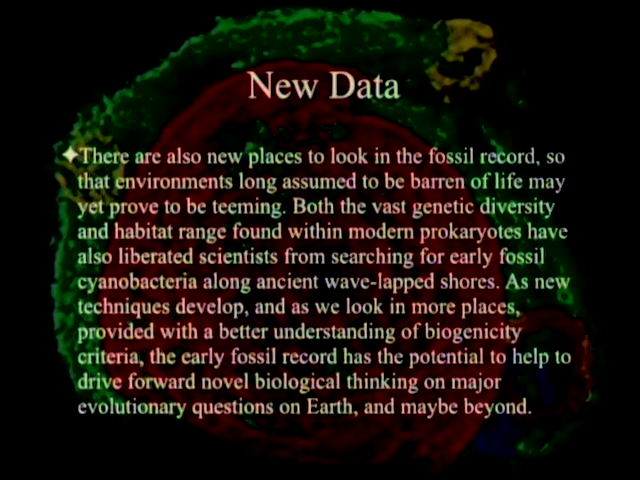 New Data
✦There are also new places to look in the fossil record, so
that environments long assumed to be barren of life may
yet prove to be teeming. Both the vast genetic diversity
and habitat range found within modern prokaryotes have
also liberated scientists from searching for early fossil
cyanobacteria along ancient wave-lapped shores. As new
techniques develop, and as we look in more places,
provided with a better understanding of biogenicity
criteria, the early fossil record has the potential to help to
drive forward novel biological thinking on major
evolutionary questions on Earth, and maybe beyond.